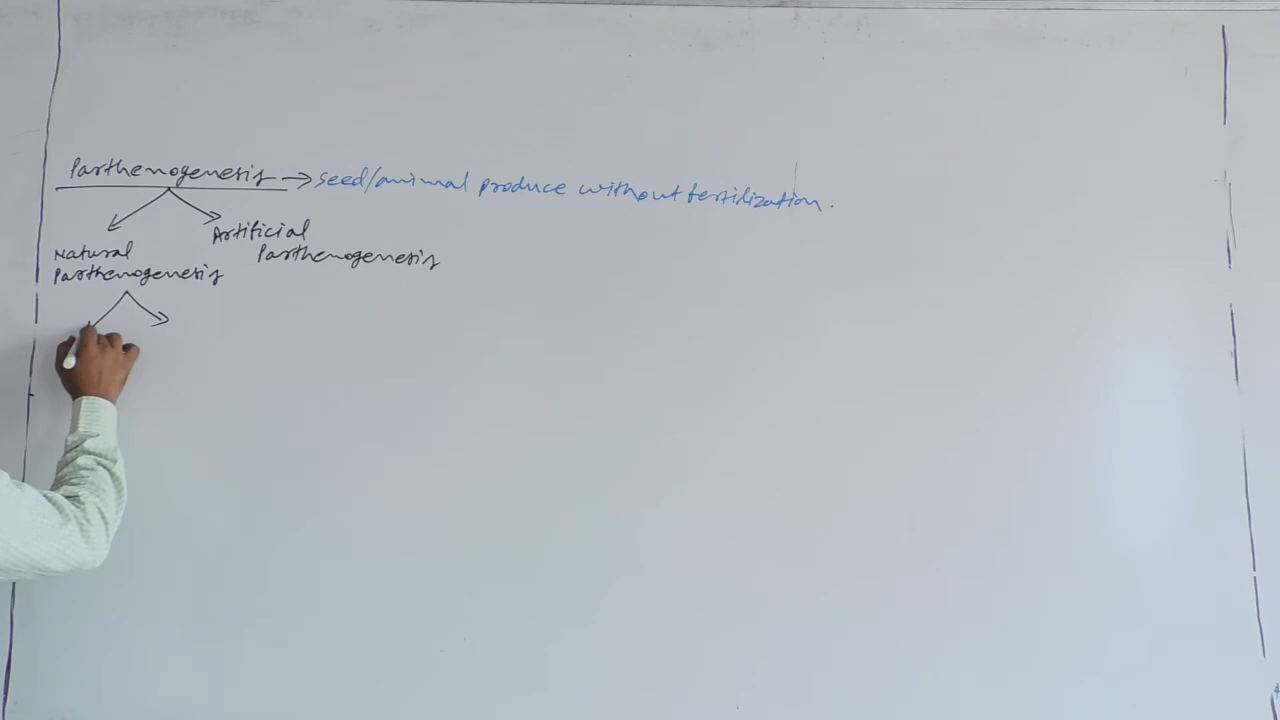 Parthenogenesis → seed/animal produce without fertilization.
Artificial
Parthenogenesis
Natural
Parthenogenesis